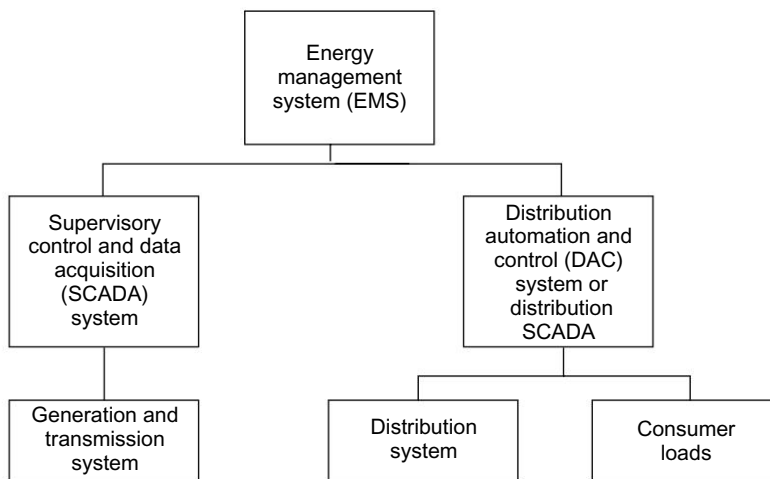 Energy
management
system (EMS)
Supervisory
control and data
acquisition
(SCADA)
system
Distribution
automation and
control (DAC)
system or
distribution
SCADA
Generation and
transmission
system
Distribution
system
Consumer
loads